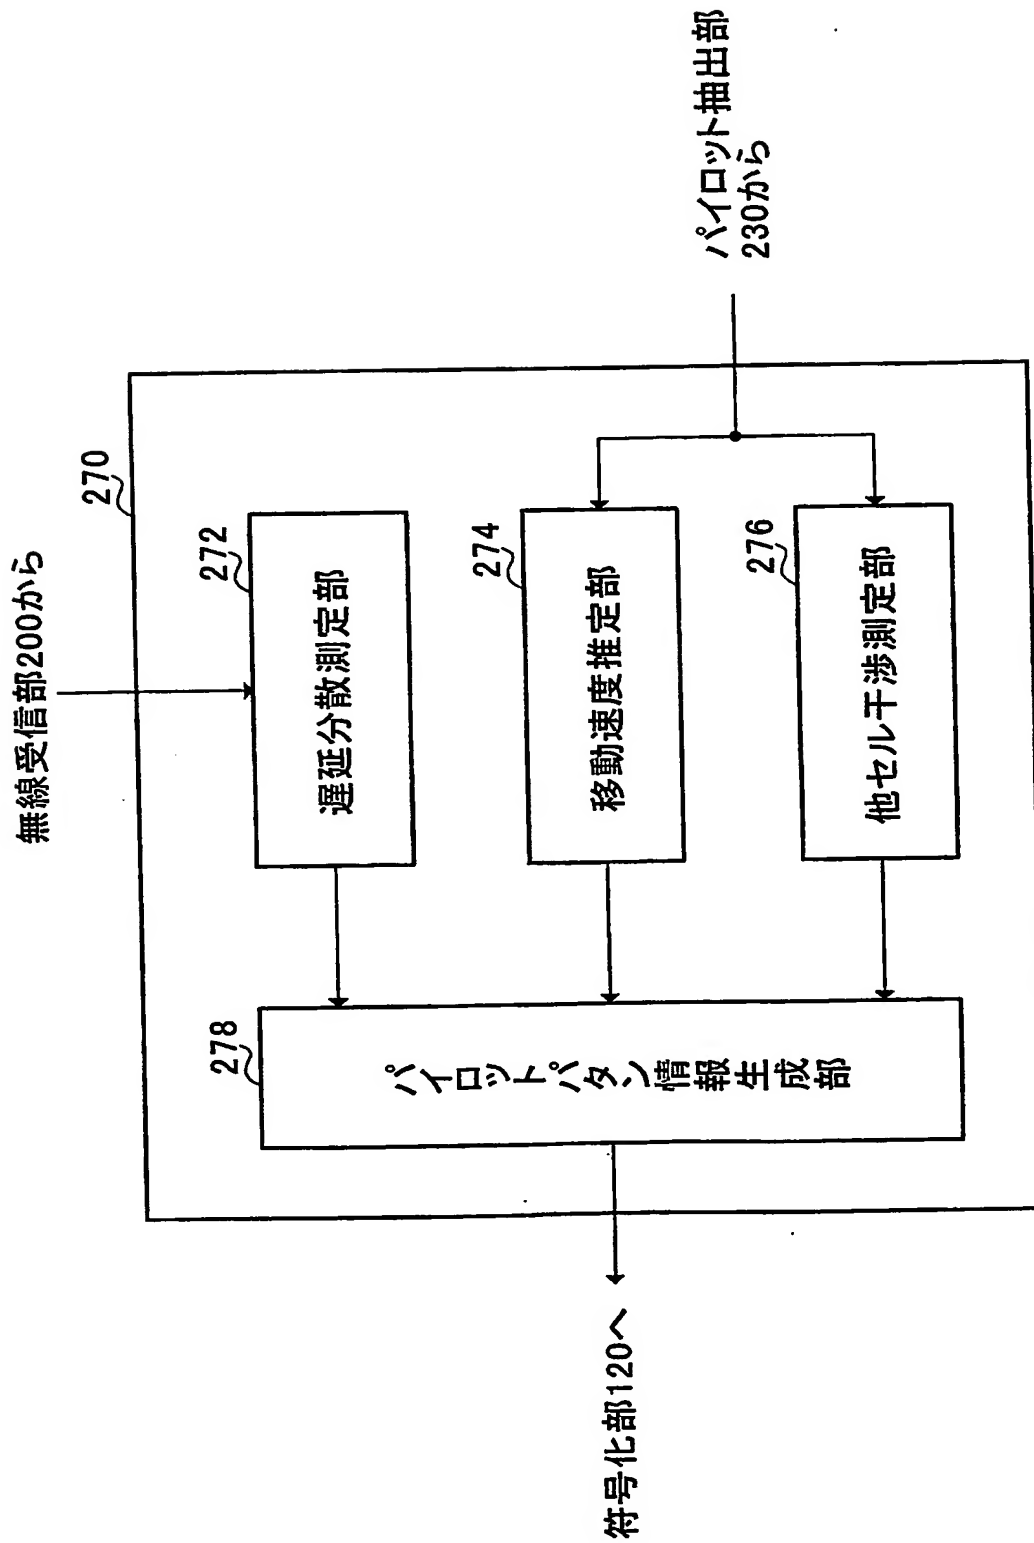 無線受信部200から
270
272
遅延分散測定部
274
移動速度推定部
276
他セル干渉測定部
278
パイロットパタン情報生成部
パイロット抽出部
230から
符号化部120へ